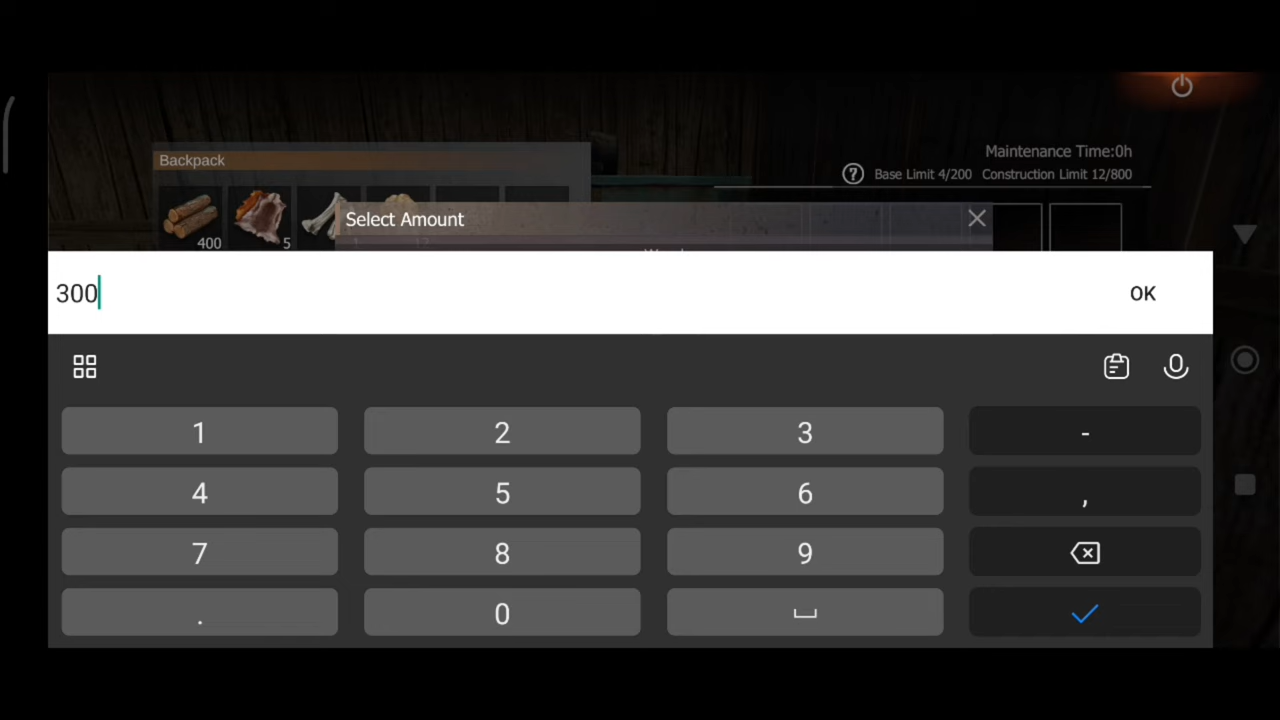 Maintenance Time:0h
Backpack
? Base Limit 4/200 Construction Limit 12/800
Select Amount
400
5
300
OK
1 2 3 -
4 5 6 ,
7 8 9
. 0